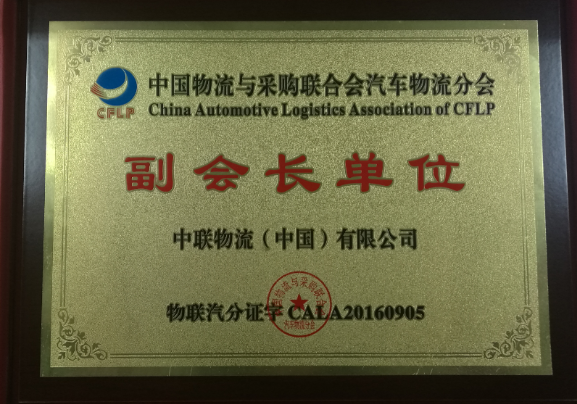 中国物流与采购联合会汽车物流分会
CFLP
China Automotive Logistics Association of CFLP
副会长单位
中联物流（中国）有限公司
物联汽分证字 CALA20160905